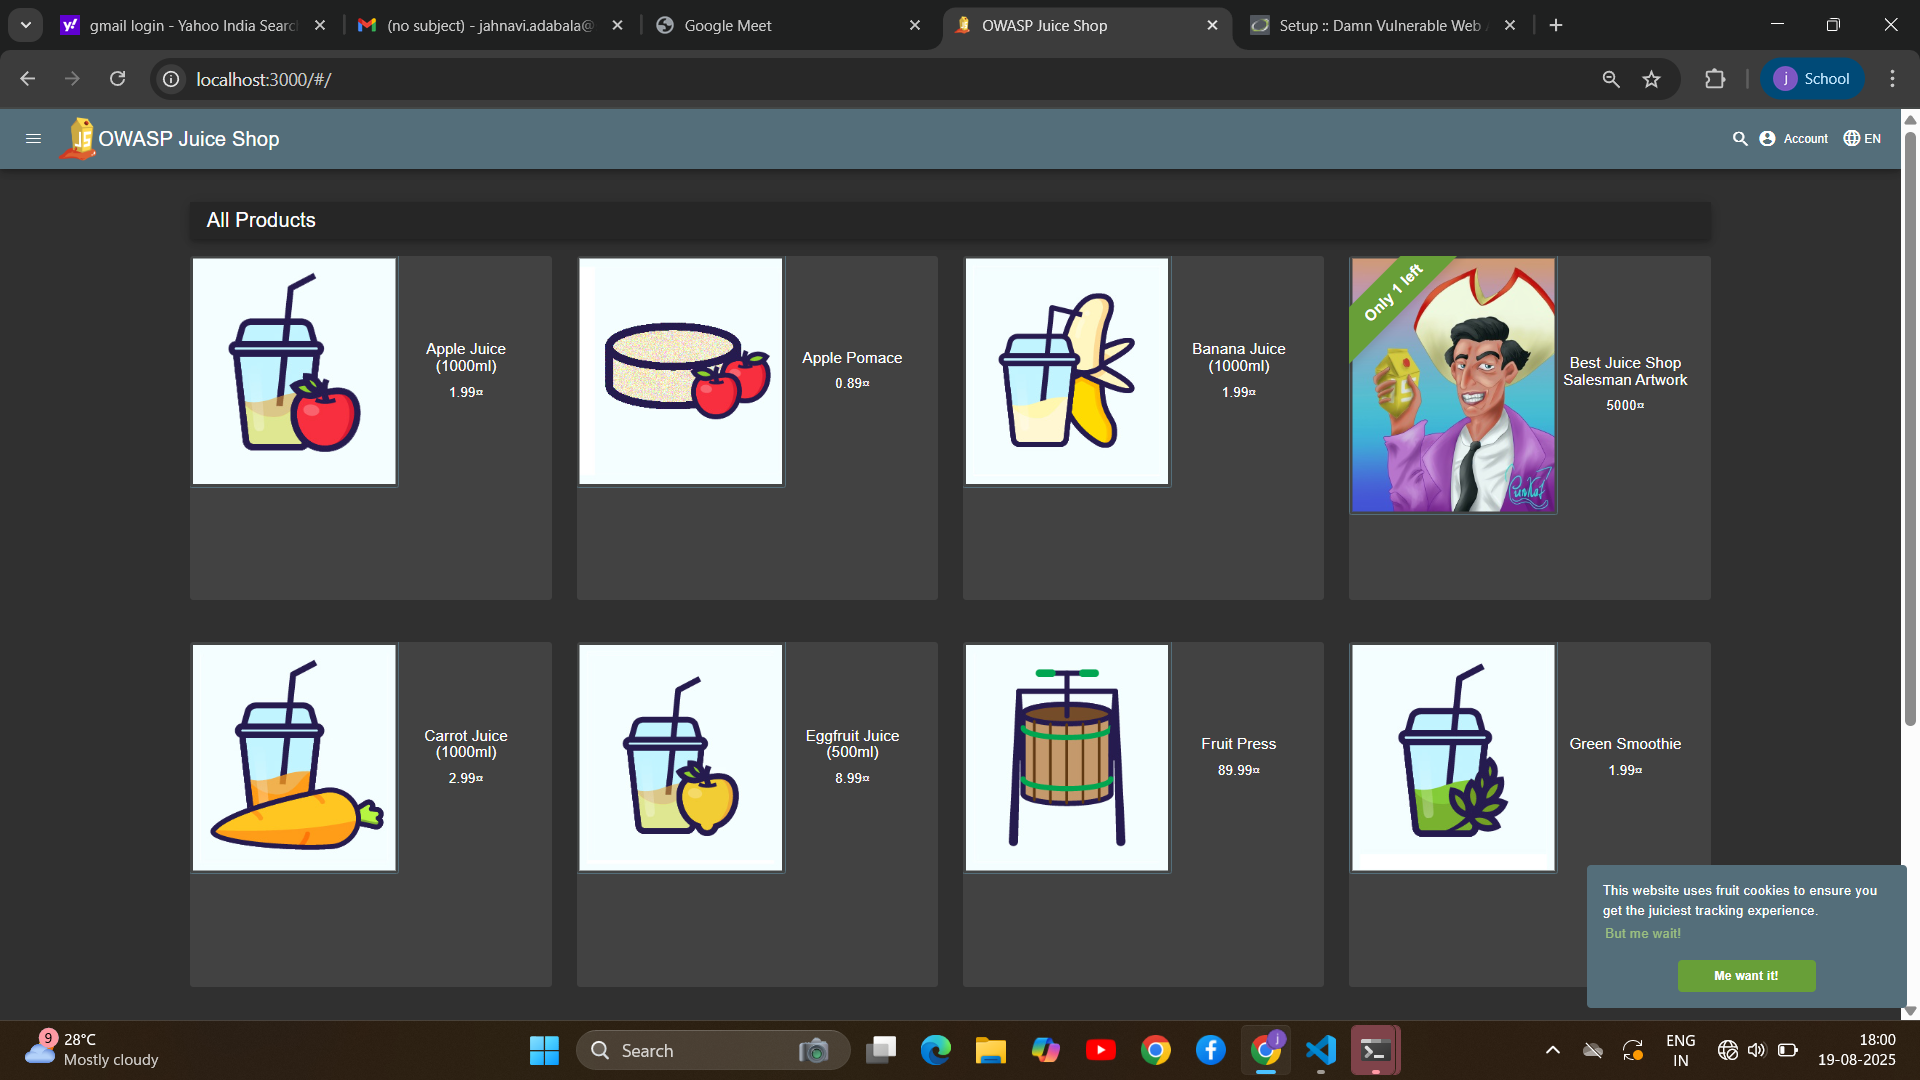 gmail login - Yahoo India Searc
(no subject) - jahnavi.adabala@
Google Meet
OWASP Juice Shop
Setup :: Damn Vulnerable Web A
localhost:3000/#/
j School
OWASP Juice Shop
Account
EN
All Products
Apple Juice
(1000ml)
1.99¤
Apple Pomace
0.89¤
Banana Juice
(1000ml)
1.99¤
Only 1 left
Best Juice Shop
Salesman Artwork
5000¤
Carrot Juice
(1000ml)
2.99¤
Eggfruit Juice
(500ml)
8.99¤
Fruit Press
89.99¤
Green Smoothie
1.99¤
This website uses fruit cookies to ensure you
get the juiciest tracking experience.
But me wait!
Me want it!
9
28°C
Mostly cloudy
Search
ENG
IN
18:00
19-08-2025